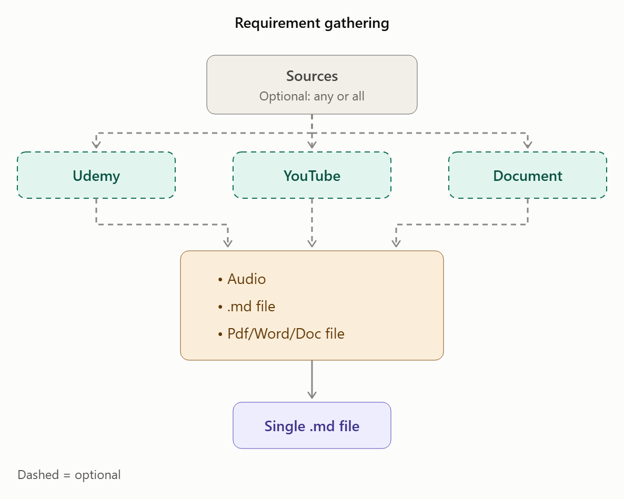 Requirement gathering
Sources
Optional: any or all
Udemy
YouTube
Document
• Audio
• .md file
• Pdf/Word/Doc file
Single .md file
Dashed = optional